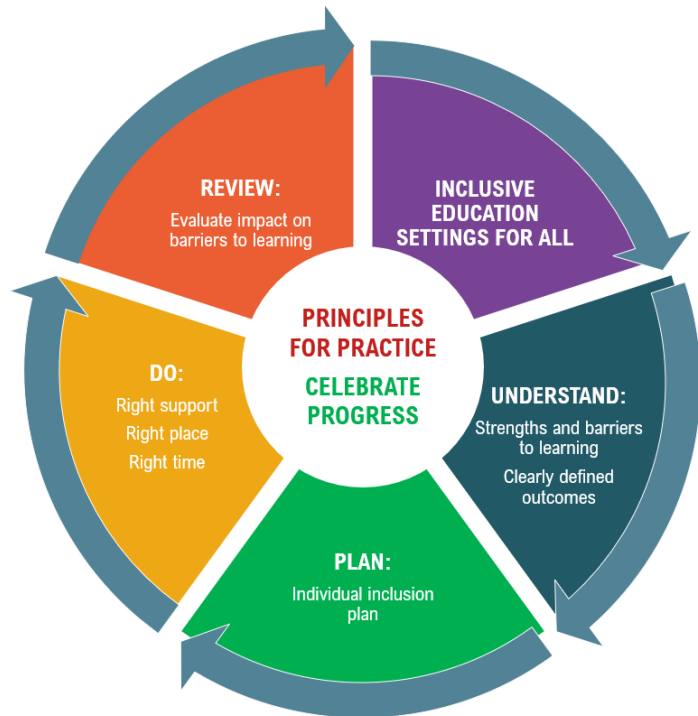 INCLUSIVE
EDUCATION
SETTINGS FOR ALL
UNDERSTAND:
Strengths and barriers
to learning
Clearly defined
outcomes
PLAN:
Individual inclusion
plan
DO:
Right support
Right place
Right time
REVIEW:
Evaluate impact on
barriers to learning
PRINCIPLES
FOR PRACTICE
CELEBRATE
PROGRESS